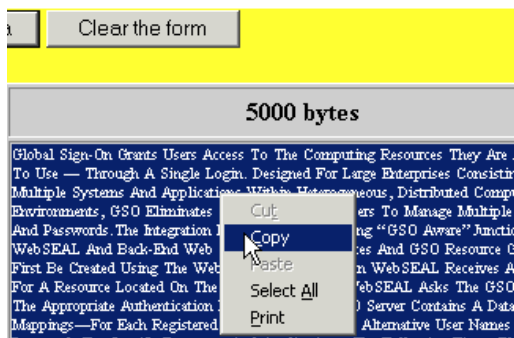 a Clear the form
5000 bytes
Global Sign-On Grants Users Access To The Computing Resources They Are
To Use — Through A Single Login. Designed For Large Enterprises Consistin
Multiple Systems And Applications Within Heterogeneous, Distributed Compu
Environments, GSO Eliminates ers To Manage Multiple
And Passwords. The Integration ng “GSO Aware” Junctio
WebSEAL And Back-End Web es And GSO Resource G
First Be Created Using The Web n WebSEAL Receives A
For A Resource Located On The ebSEAL Asks The GSO
The Appropriate Authentication ) Server Contains A Data
Mappings—For Each Registered Alternative User Names
Cut
Copy
Paste
Select All
Print